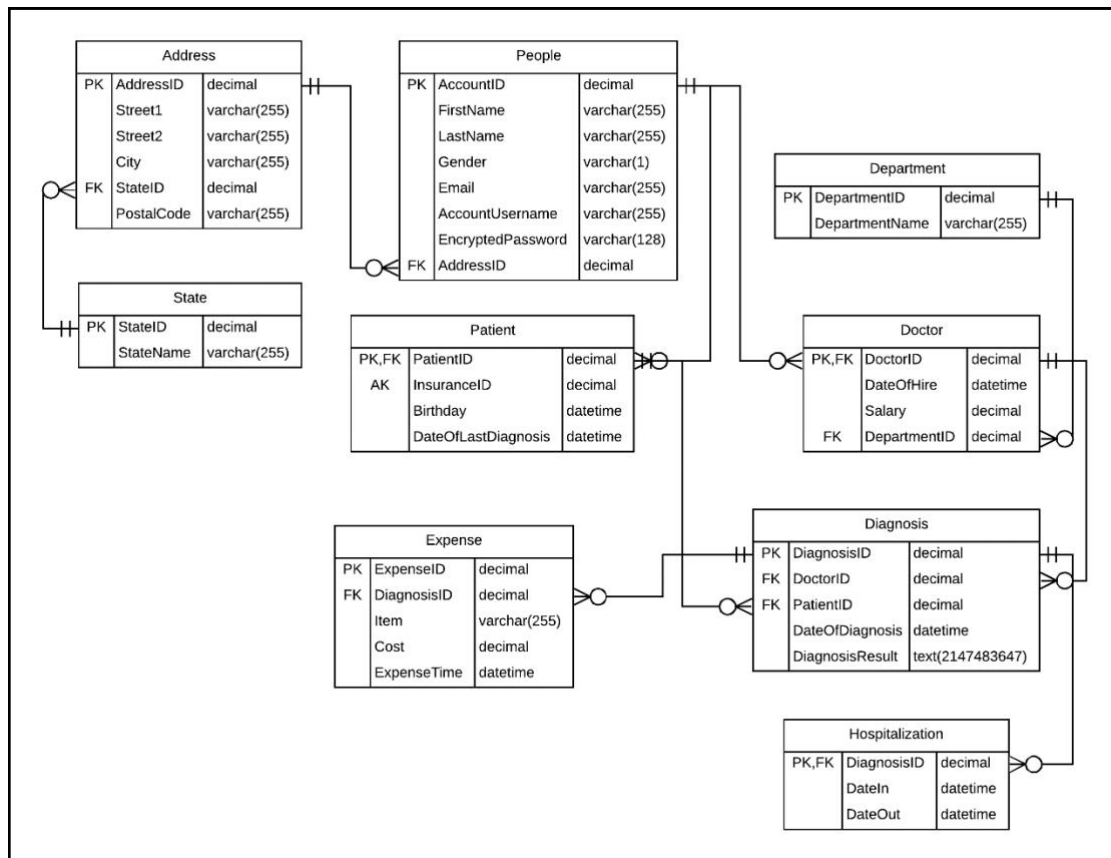 Address
PK AddressID decimal
Street1 varchar(255)
Street2 varchar(255)
City varchar(255)
FK StateID decimal
PostalCode varchar(255)
People
PK AccountID decimal
FirstName varchar(255)
LastName varchar(255)
Gender varchar(1)
Email varchar(255)
AccountUsername varchar(255)
EncryptedPassword varchar(128)
FK AddressID decimal
Department
PK DepartmentID decimal
DepartmentName varchar(255)
State
PK StateID decimal
StateName varchar(255)
Patient
PK,FK PatientID decimal
AK InsuranceID decimal
Birthday datetime
DateOfLastDiagnosis datetime
Doctor
PK,FK DoctorID decimal
DateOfHire datetime
Salary decimal
FK DepartmentID decimal
Expense
PK ExpenseID decimal
FK DiagnosisID decimal
Item varchar(255)
Cost decimal
ExpenseTime datetime
Diagnosis
PK DiagnosisID decimal
FK DoctorID decimal
FK PatientID decimal
DateOfDiagnosis datetime
DiagnosisResult text(2147483647)
Hospitalization
PK,FK DiagnosisID decimal
DateIn datetime
DateOut datetime